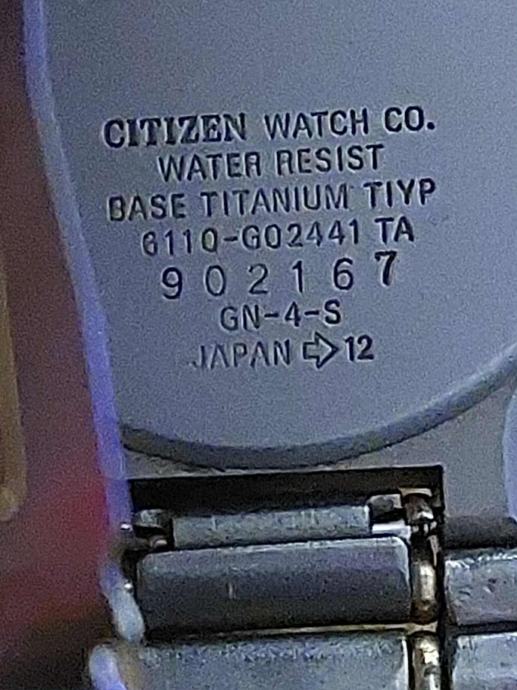 CITIZEN WATCH CO.
WATER RESIST
BASE TITANIUM TIYP
6110-G02441 TA
902167
GN-4-S
JAPAN ⇨ 12